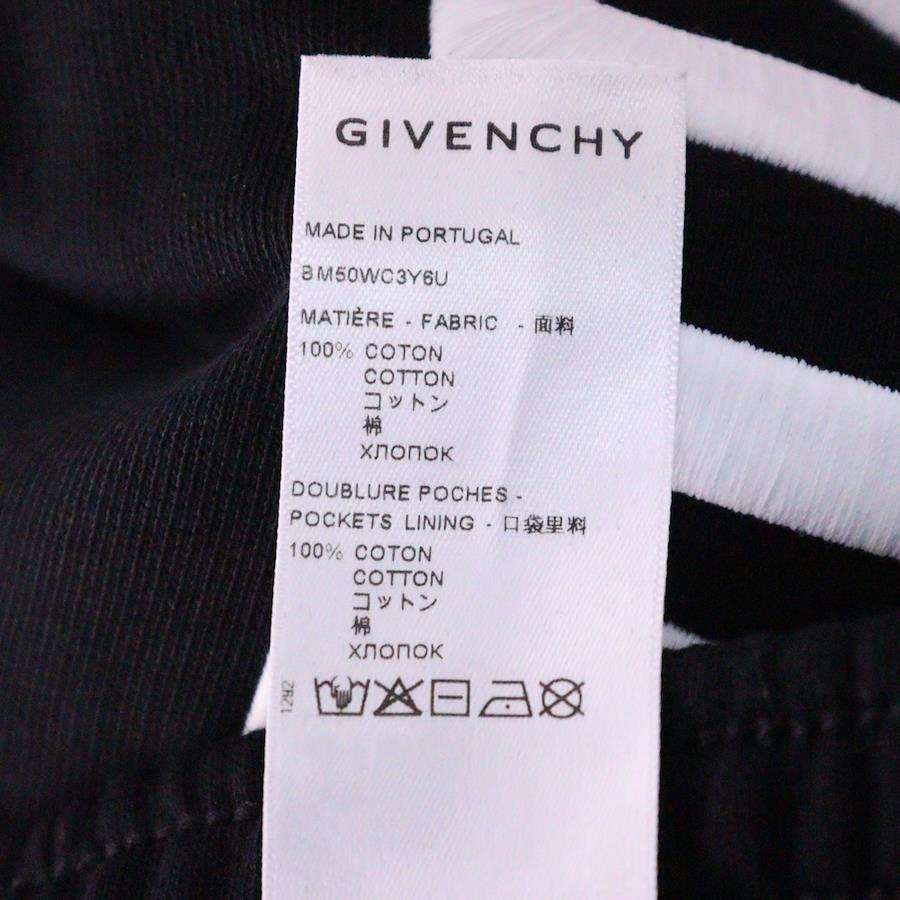 GIVENCHY
MADE IN PORTUGAL
BM50WC3Y6U
MATIÈRE - FABRIC - 面料
100% COTON
COTTON
コットン
棉
ХЛОПОК
DOUBLURE POCHES -
POCKETS LINING - 口袋里料
100% COTON
COTTON
コットン
棉
ХЛОПОК
1292